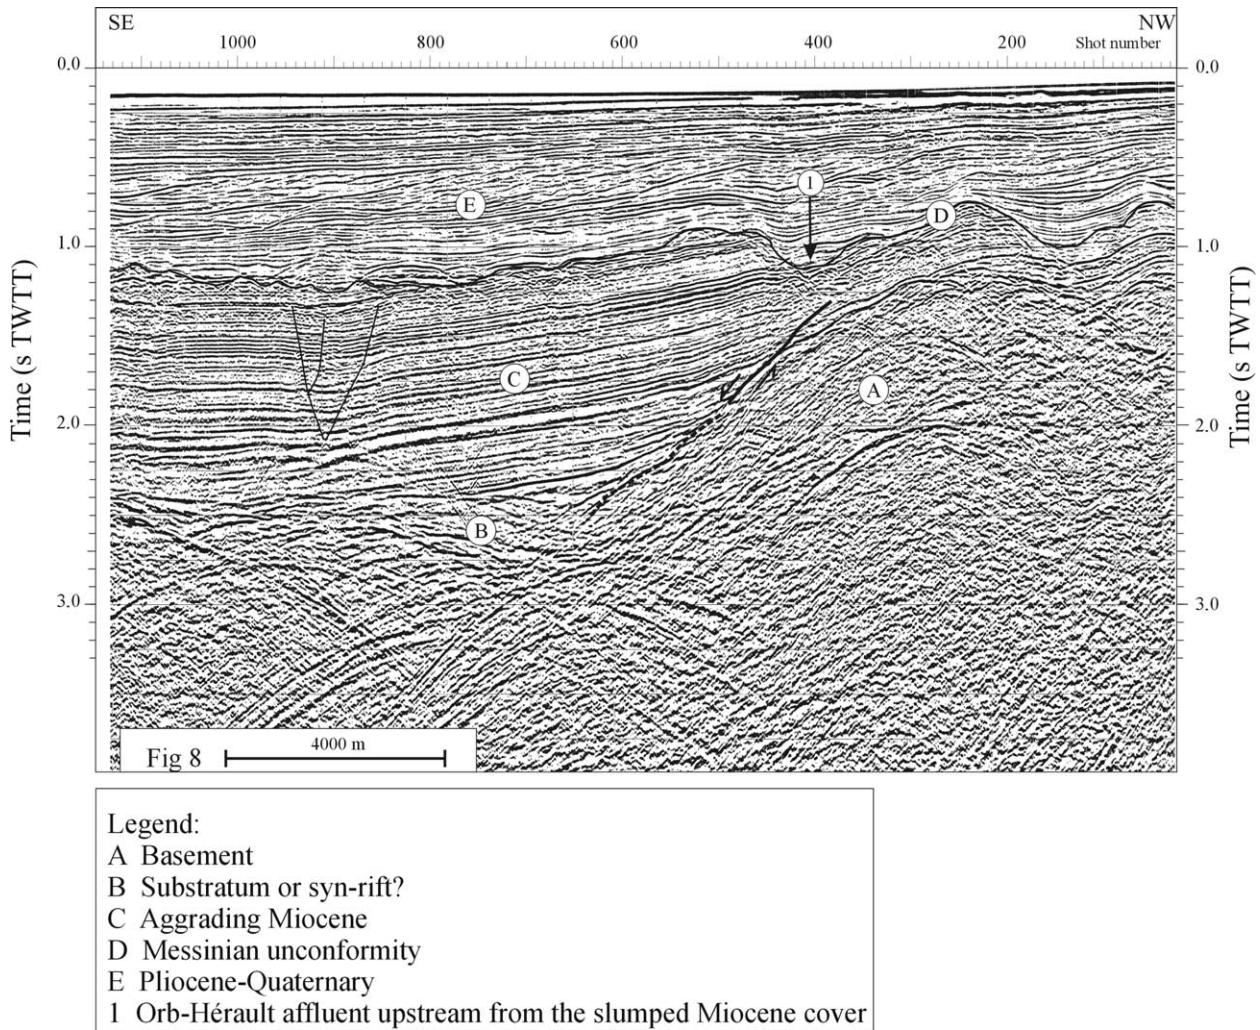 SE NW
1000 800 600 400 200 Shot number
0.0 0.0
1
E D
1.0 1.0
C A
Time (s TWTT) Time (s TWTT)
2.0 2.0
B
3.0 3.0
Fig 8 4000 m
Legend:
A Basement
B Substratum or syn-rift?
C Aggrading Miocene
D Messinian unconformity
E Pliocene-Quaternary
1 Orb-Hérault affluent upstream from the slumped Miocene cover